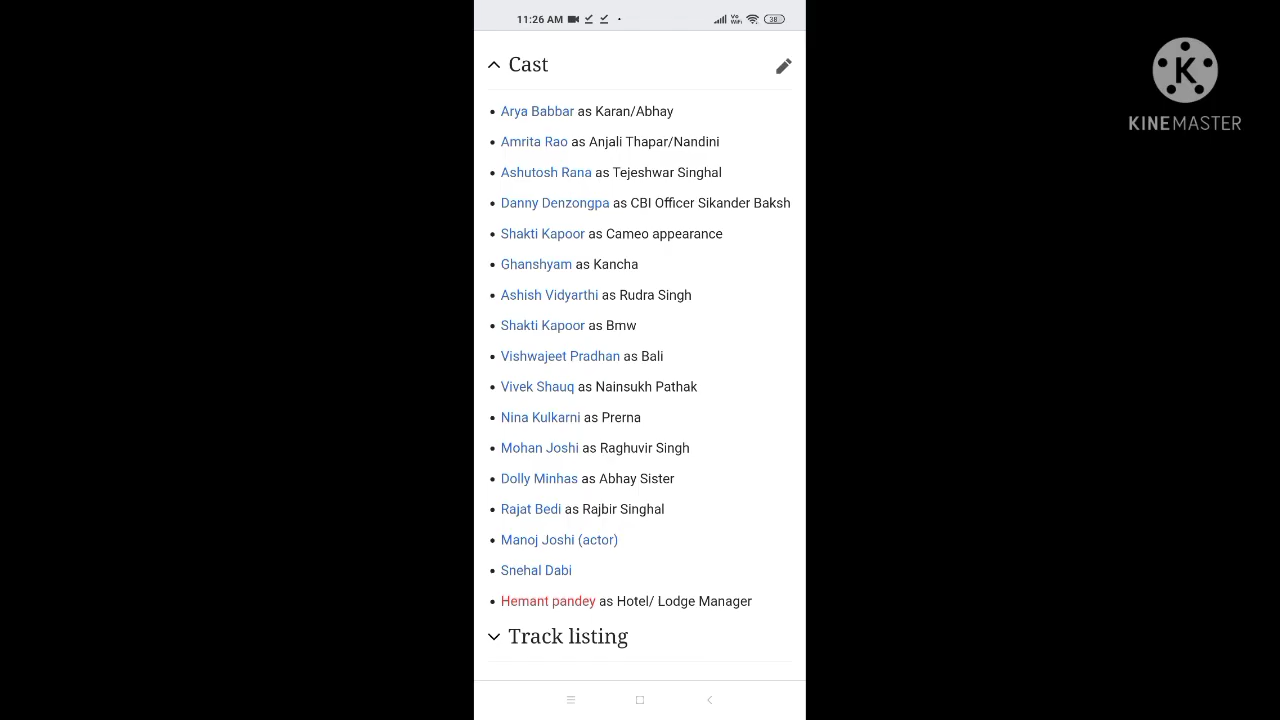 11:26 AM
Vo
WiFi
38
Cast
Arya Babbar as Karan/Abhay
Amrita Rao as Anjali Thapar/Nandini
Ashutosh Rana as Tejeshwar Singhal
Danny Denzongpa as CBI Officer Sikander Baksh
Shakti Kapoor as Cameo appearance
Ghanshyam as Kancha
Ashish Vidyarthi as Rudra Singh
Shakti Kapoor as Bmw
Vishwajeet Pradhan as Bali
Vivek Shauq as Nainsukh Pathak
Nina Kulkarni as Prerna
Mohan Joshi as Raghuvir Singh
Dolly Minhas as Abhay Sister
Rajat Bedi as Rajbir Singhal
Manoj Joshi (actor)
Snehal Dabi
Hemant pandey as Hotel/ Lodge Manager
Track listing
K
KINEMASTER